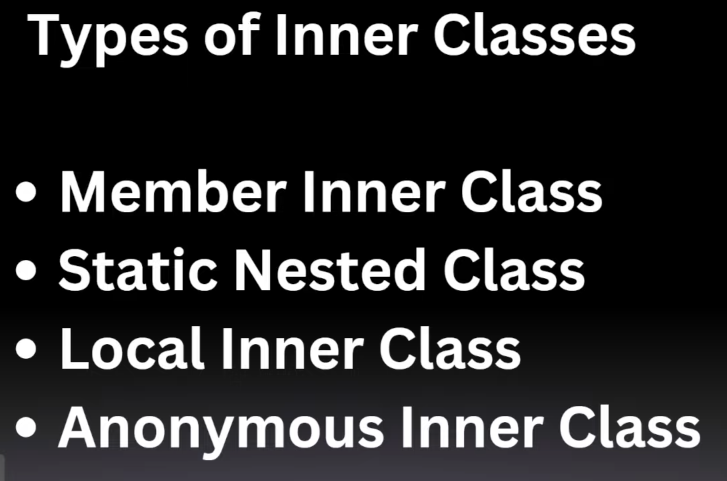 Types of Inner Classes
• Member Inner Class
• Static Nested Class
• Local Inner Class
• Anonymous Inner Class